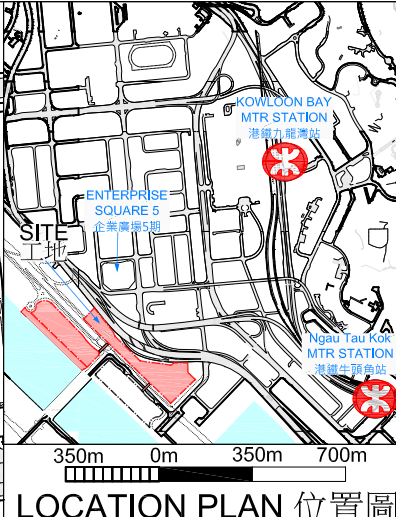 KOWLOON BAY
MTR STATION
港鐵九龍灣站
ENTERPRISE
SQUARE 5
企業廣場5期
SITE
工地
Ngau Tau Kok
MTR STATION
港鐵牛頭角站
350m 0m 350m 700m
LOCATION PLAN 位置圖